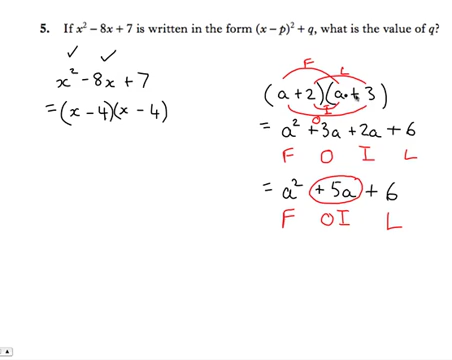 5. If x² – 8x + 7 is written in the form (x – p)² + q, what is the value of q?
✓ ✓
x² - 8x + 7
= (x - 4)(x - 4)
F L
(a + 2)(a + 3)
O I
= a² + 3a + 2a + 6
F O I L
= a² + 5a + 6
F OI L